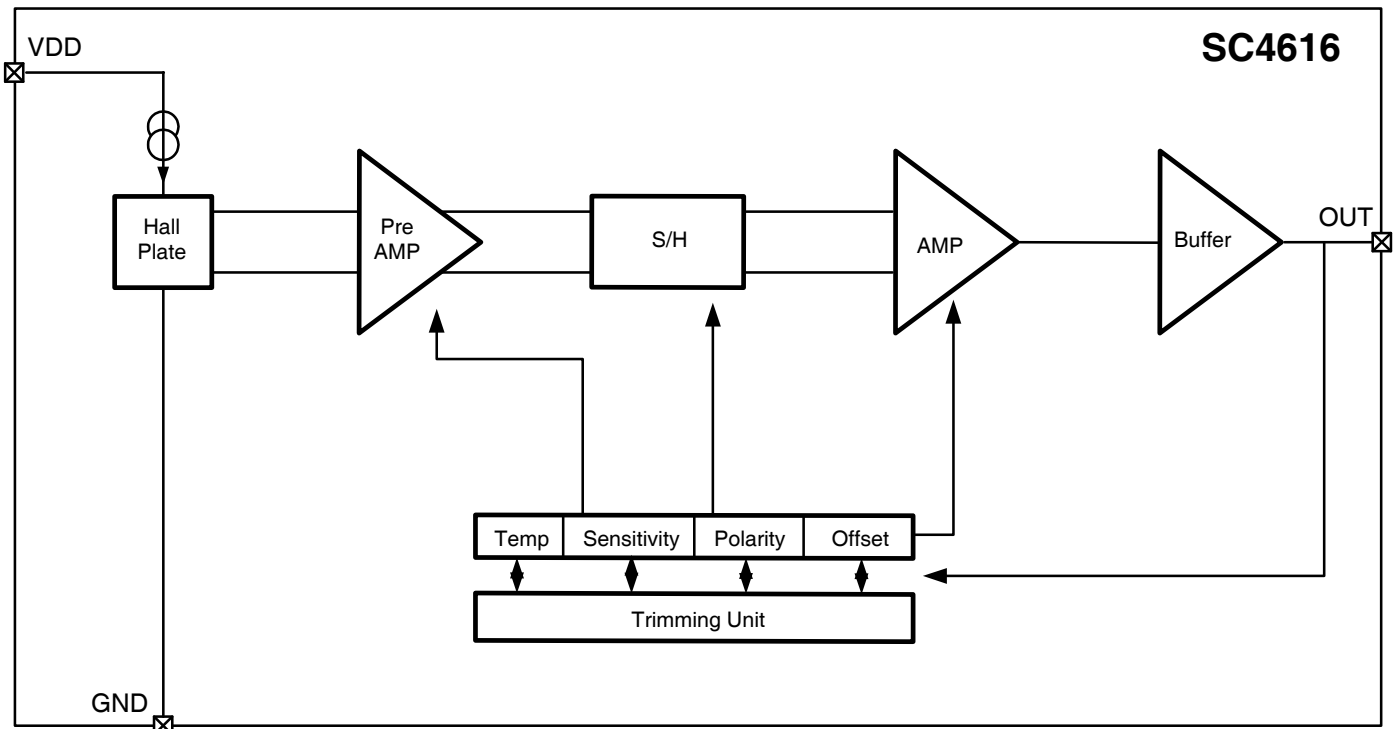 SC4616
VDD
Hall
Plate
Pre
AMP
S/H
AMP
Buffer
OUT
Temp
Sensitivity
Polarity
Offset
Trimming Unit
GND